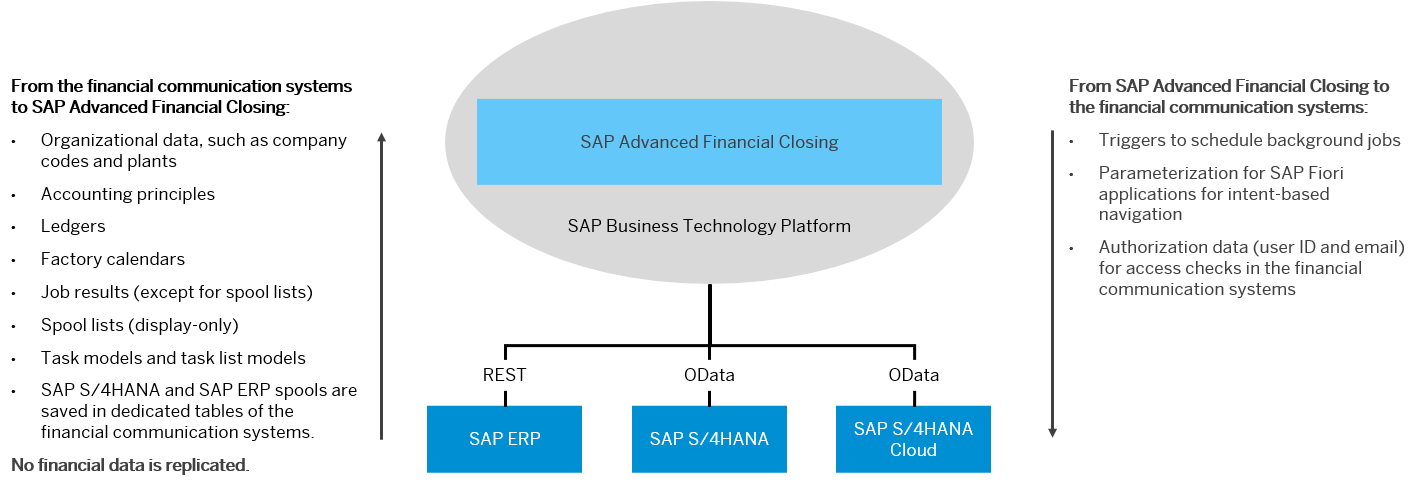 From the financial communication systems
to SAP Advanced Financial Closing:
• Organizational data, such as company
codes and plants
• Accounting principles
• Ledgers
• Factory calendars
• Job results (except for spool lists)
• Spool lists (display-only)
• Task models and task list models
• SAP S/4HANA and SAP ERP spools are
saved in dedicated tables of the
financial communication systems.
No financial data is replicated.
SAP Advanced Financial Closing
SAP Business Technology Platform
REST
OData
OData
SAP ERP
SAP S/4HANA
SAP S/4HANA
Cloud
From SAP Advanced Financial Closing to
the financial communication systems:
• Triggers to schedule background jobs
• Parameterization for SAP Fiori
applications for intent-based
navigation
• Authorization data (user ID and email)
for access checks in the financial
communication systems